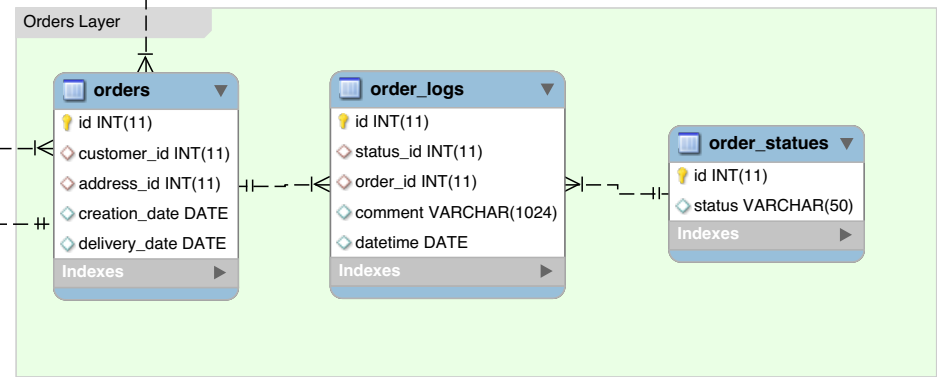 Orders Layer
orders
id INT(11)
customer_id INT(11)
address_id INT(11)
creation_date DATE
delivery_date DATE
Indexes
order_logs
id INT(11)
status_id INT(11)
order_id INT(11)
comment VARCHAR(1024)
datetime DATE
Indexes
order_statues
id INT(11)
status VARCHAR(50)
Indexes